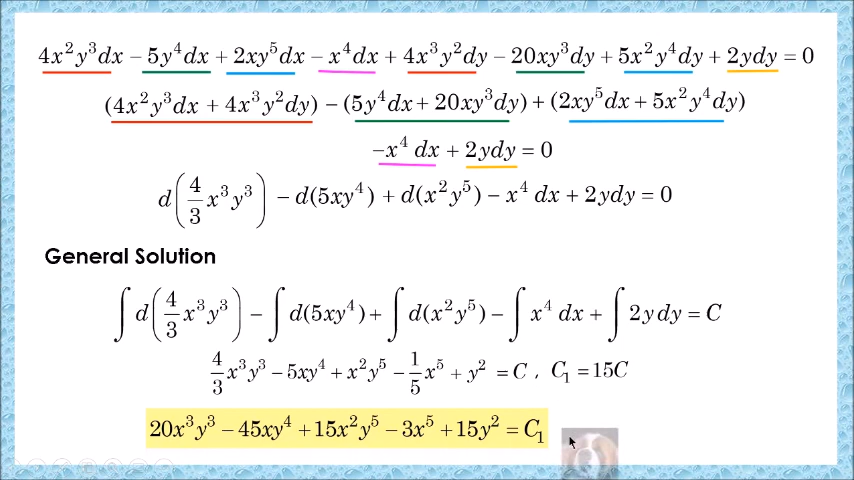 4x²y³dx − 5y⁴dx + 2xy⁵dx − x⁴dx + 4x³y²dy − 20xy³dy + 5x²y⁴dy + 2ydy = 0
(4x²y³dx + 4x³y²dy) − (5y⁴dx + 20xy³dy) + (2xy⁵dx + 5x²y⁴dy)
−x⁴ dx + 2ydy = 0
d(4/3 x³y³) − d(5xy⁴) + d(x²y⁵) − x⁴ dx + 2ydy = 0
General Solution
∫ d(4/3 x³y³) − ∫ d(5xy⁴) + ∫ d(x²y⁵) − ∫ x⁴ dx + ∫ 2ydy = C
4/3 x³y³ − 5xy⁴ + x²y⁵ − 1/5 x⁵ + y² = C , C₁ = 15C
20x³y³ − 45xy⁴ + 15x²y⁵ − 3x⁵ + 15y² = C₁